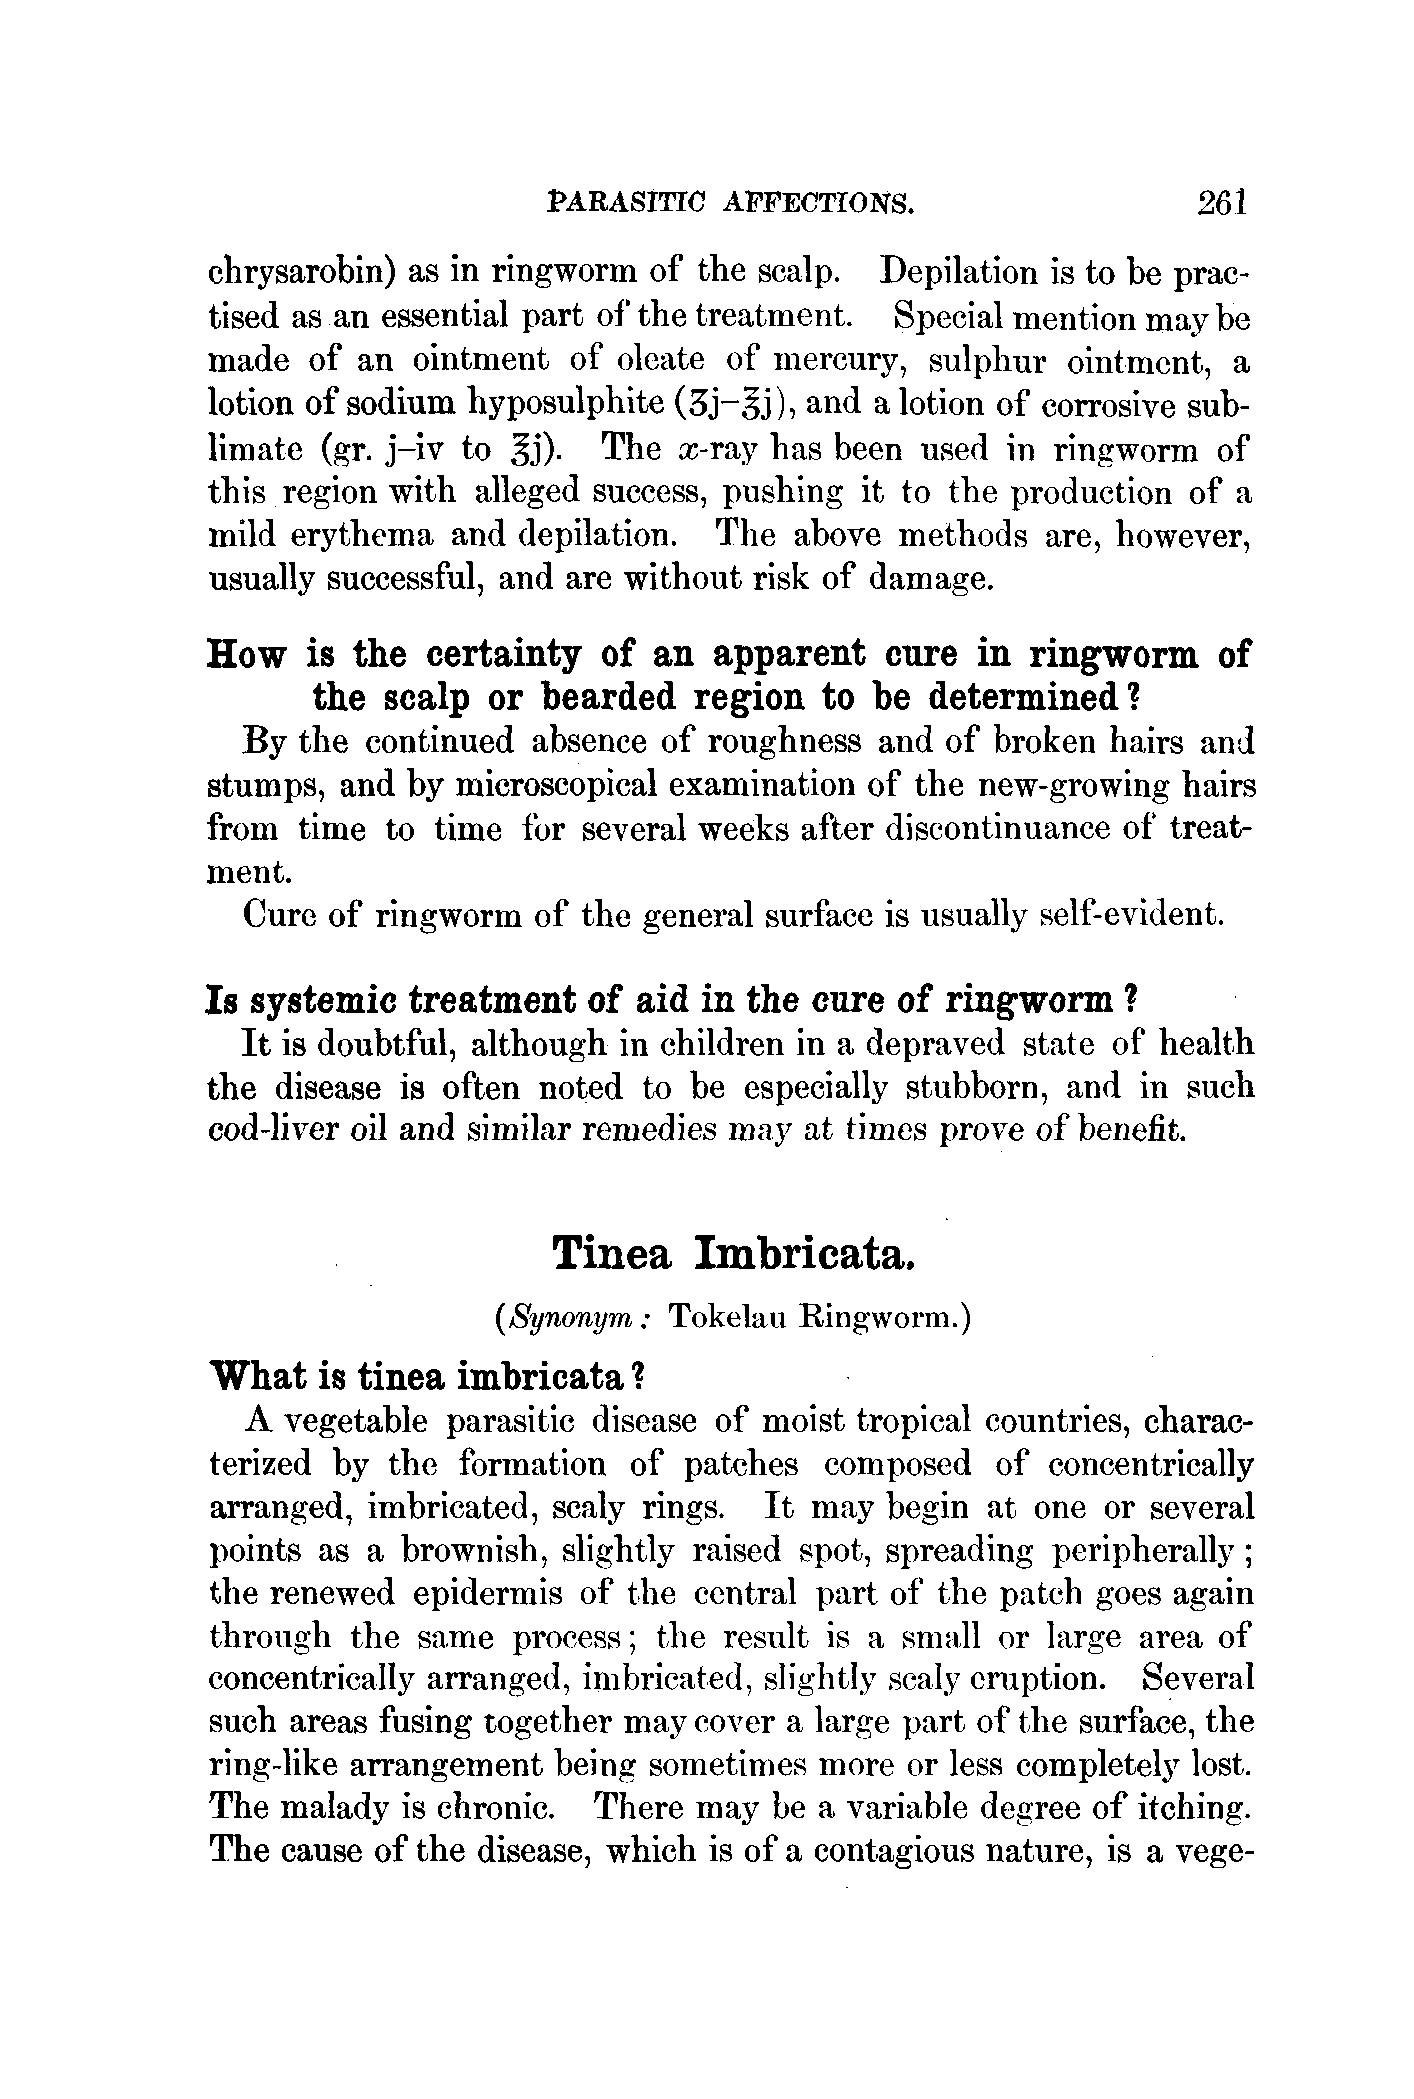 PARASITIC AFFECTIONS. 261
chrysarobin) as in ringworm of the scalp. Depilation is to be prac-
tised as an essential part of the treatment. Special mention may be
made of an ointment of oleate of mercury, sulphur ointment, a
lotion of sodium hyposulphite (ʒj–℥j), and a lotion of corrosive sub-
limate (gr. j–iv to ℥j). The x-ray has been used in ringworm of
this region with alleged success, pushing it to the production of a
mild erythema and depilation. The above methods are, however,
usually successful, and are without risk of damage.
How is the certainty of an apparent cure in ringworm of
the scalp or bearded region to be determined?
By the continued absence of roughness and of broken hairs and
stumps, and by microscopical examination of the new-growing hairs
from time to time for several weeks after discontinuance of treat-
ment.
Cure of ringworm of the general surface is usually self-evident.
Is systemic treatment of aid in the cure of ringworm?
It is doubtful, although in children in a depraved state of health
the disease is often noted to be especially stubborn, and in such
cod-liver oil and similar remedies may at times prove of benefit.
Tinea Imbricata.
(Synonym: Tokelau Ringworm.)
What is tinea imbricata?
A vegetable parasitic disease of moist tropical countries, charac-
terized by the formation of patches composed of concentrically
arranged, imbricated, scaly rings. It may begin at one or several
points as a brownish, slightly raised spot, spreading peripherally;
the renewed epidermis of the central part of the patch goes again
through the same process; the result is a small or large area of
concentrically arranged, imbricated, slightly scaly eruption. Several
such areas fusing together may cover a large part of the surface, the
ring-like arrangement being sometimes more or less completely lost.
The malady is chronic. There may be a variable degree of itching.
The cause of the disease, which is of a contagious nature, is a vege-